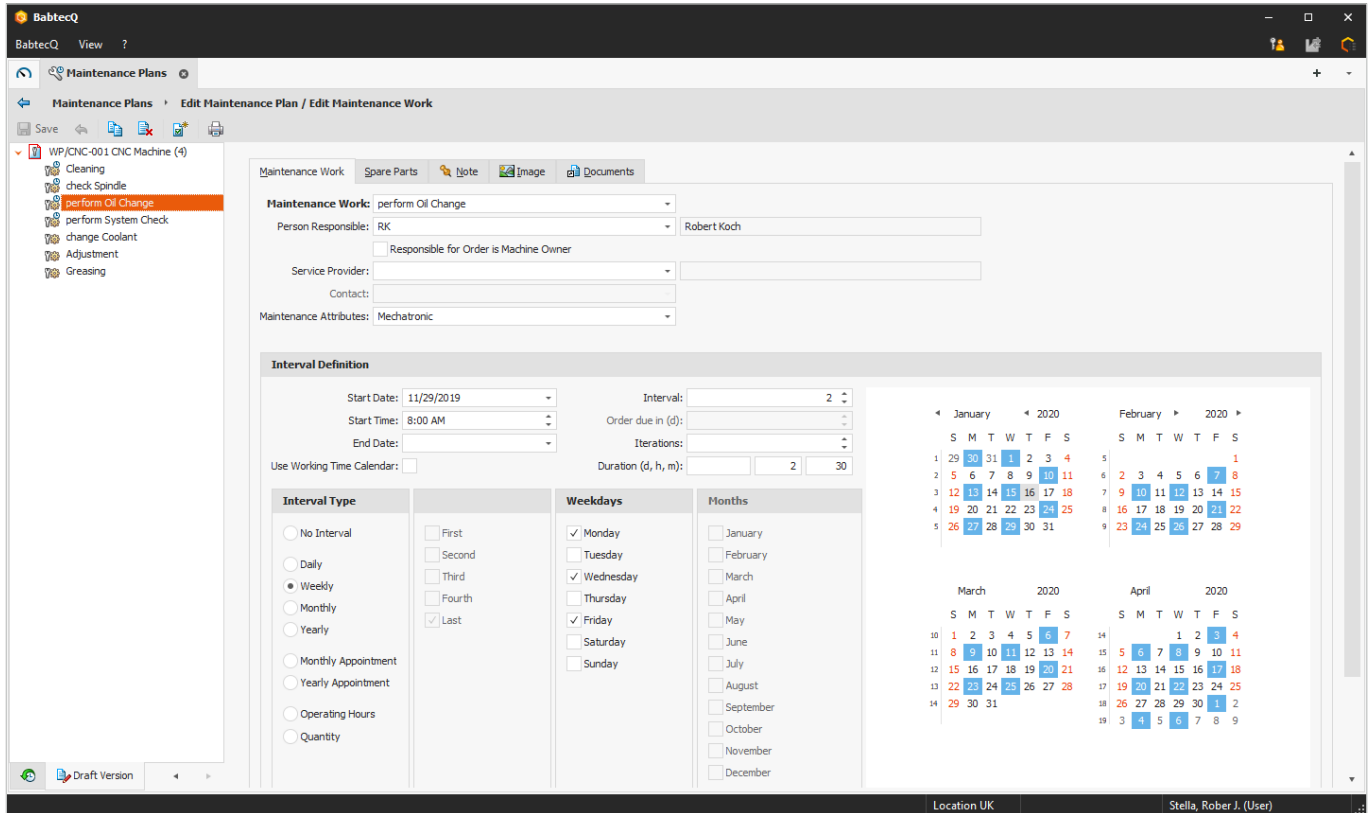 BabtecQ
BabtecQ View ?
Maintenance Plans
Maintenance Plans Edit Maintenance Plan / Edit Maintenance Work
Save
WP/CNC-001 CNC Machine (4)
Cleaning
check Spindle
perform Oil Change
perform System Check
change Coolant
Adjustment
Greasing
Draft Version
Maintenance Work Spare Parts Note Image Documents
Maintenance Work: perform Oil Change
Person Responsible: RK Robert Koch
Responsible for Order is Machine Owner
Service Provider:
Contact:
Maintenance Attributes: Mechatronic
Interval Definition
Start Date: 11/29/2019
Start Time: 8:00 AM
End Date:
Use Working Time Calendar:
Interval: 2
Order due in (d):
Iterations:
Duration (d, h, m): 2 30
Interval Type
No Interval
Daily
Weekly
Monthly
Yearly
Monthly Appointment
Yearly Appointment
Operating Hours
Quantity
First
Second
Third
Fourth
Last
Weekdays
Monday
Tuesday
Wednesday
Thursday
Friday
Saturday
Sunday
Months
January
February
March
April
May
June
July
August
September
October
November
December
January 2020
S M T W T F S
1 29 30 31 1 2 3 4
2 5 6 7 8 9 10 11
3 12 13 14 15 16 17 18
4 19 20 21 22 23 24 25
5 26 27 28 29 30 31
February 2020
S M T W T F S
5 1
6 2 3 4 5 6 7 8
7 9 10 11 12 13 14 15
8 16 17 18 19 20 21 22
9 23 24 25 26 27 28 29
March 2020
S M T W T F S
10 1 2 3 4 5 6 7
11 8 9 10 11 12 13 14
12 15 16 17 18 19 20 21
13 22 23 24 25 26 27 28
14 29 30 31
April 2020
S M T W T F S
14 1 2 3 4
15 5 6 7 8 9 10 11
16 12 13 14 15 16 17 18
17 19 20 21 22 23 24 25
18 26 27 28 29 30 1 2
19 3 4 5 6 7 8 9
Location UK
Stella, Rober J. (User)